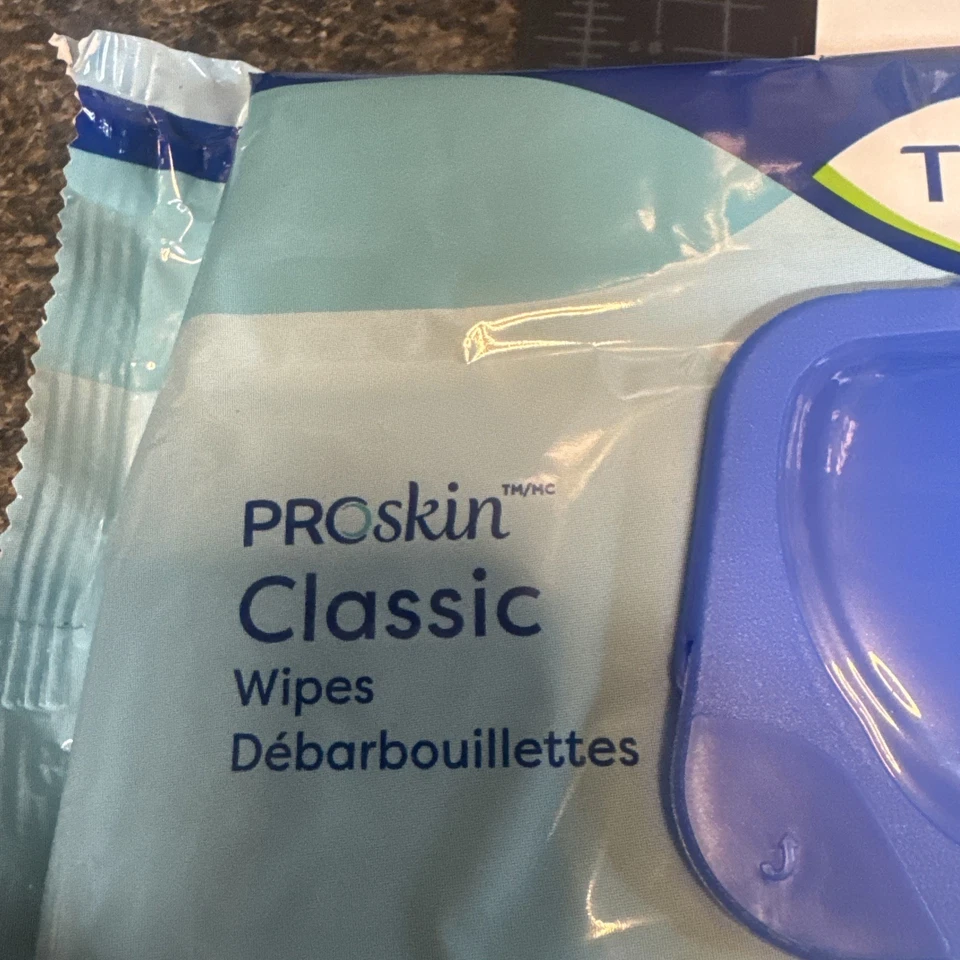 T
PROskin™/MC
Classic
Wipes
Débarbouillettes